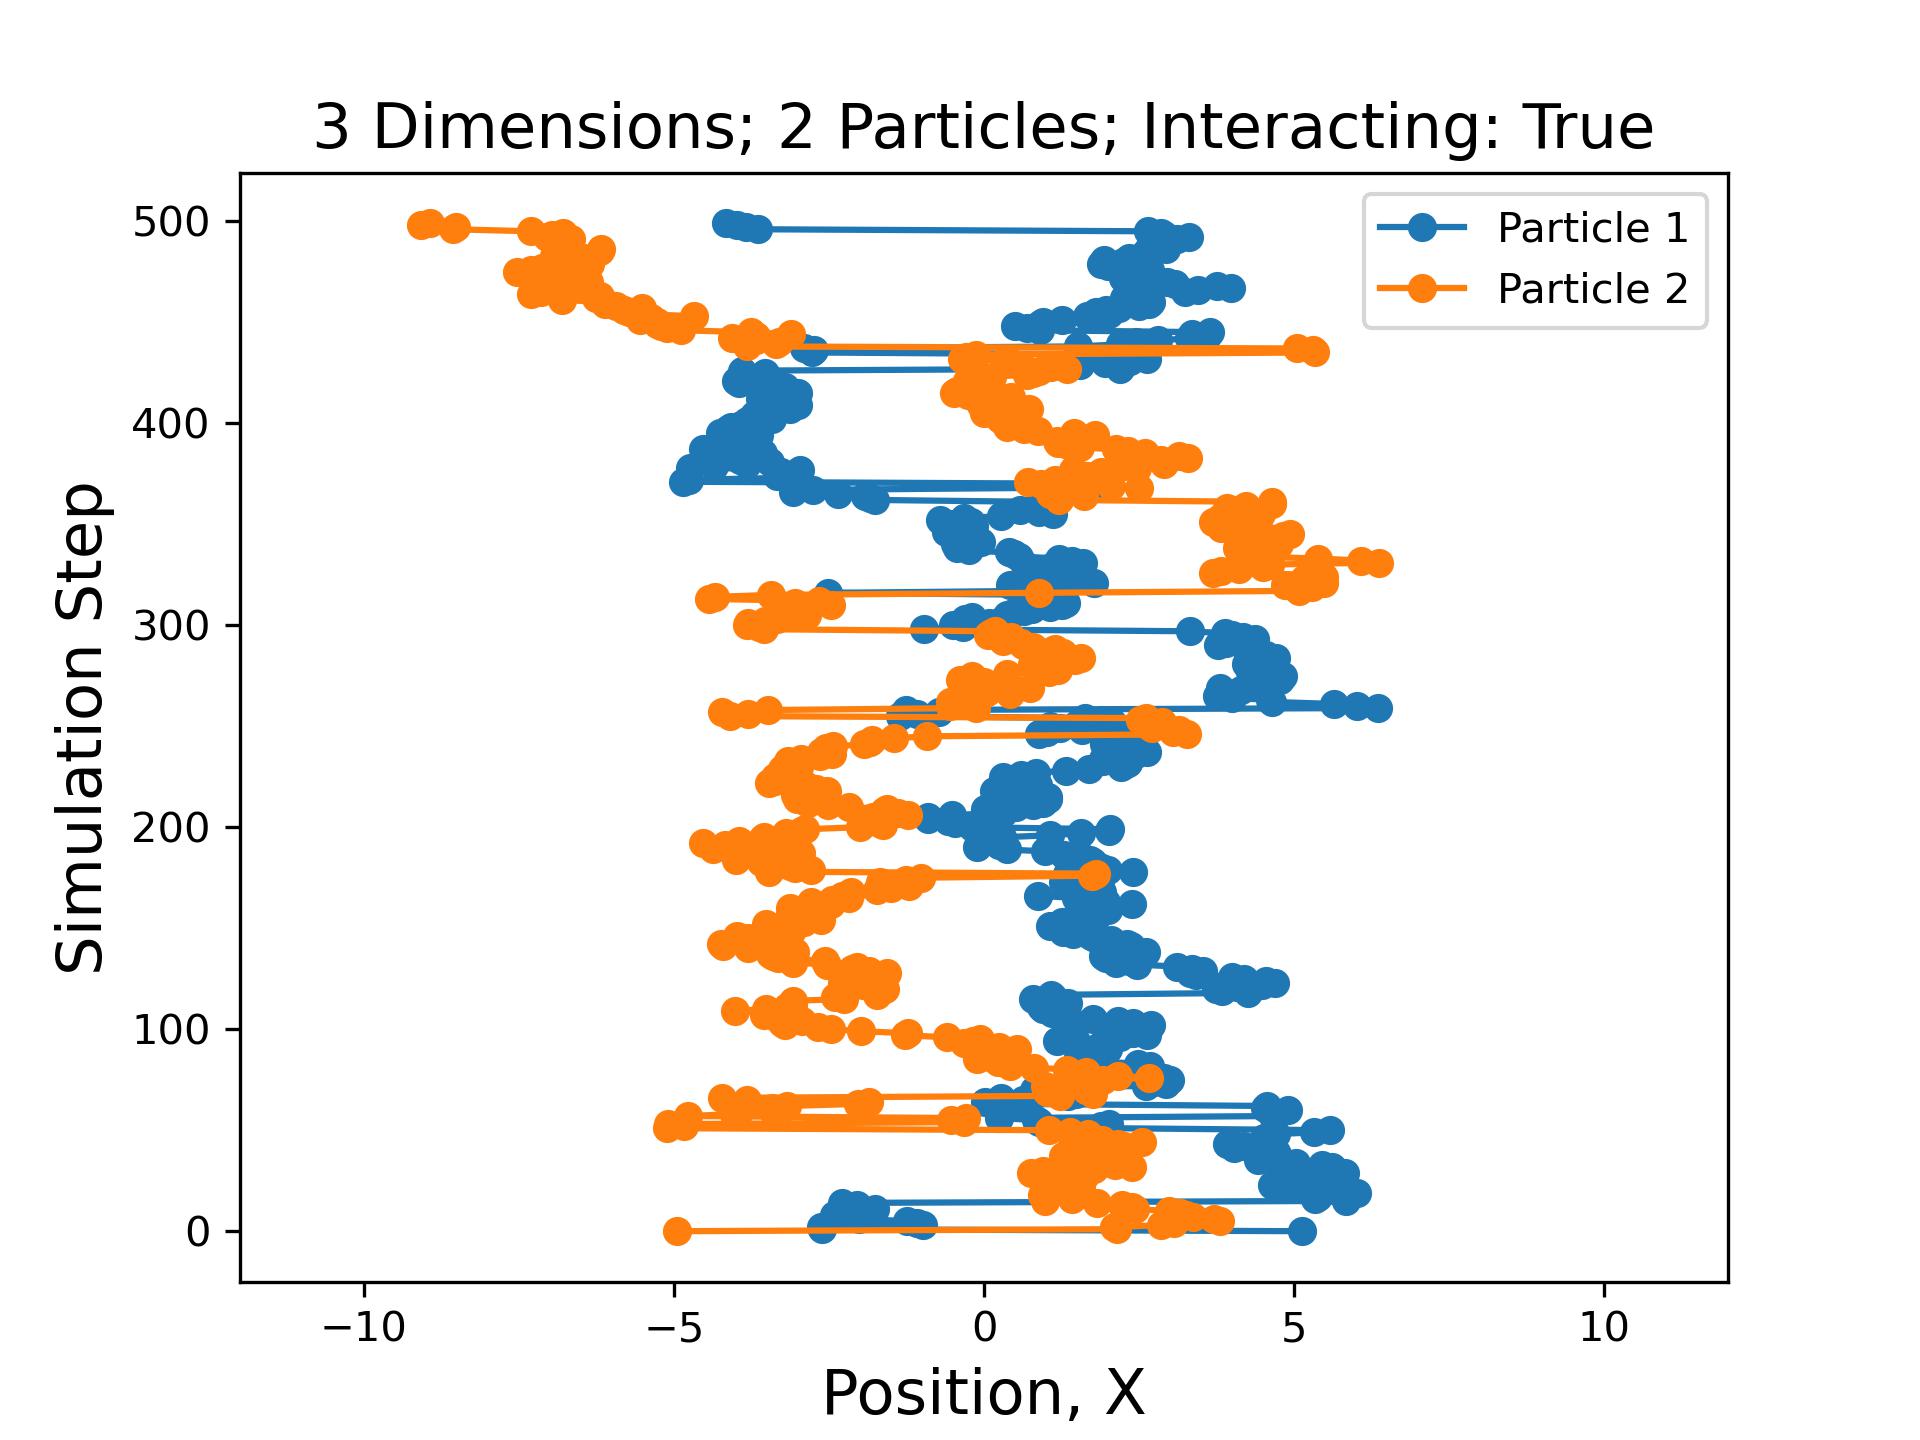 3 Dimensions; 2 Particles; Interacting: True
Particle 1
Particle 2
Simulation Step
500
400
300
200
100
0
−10
−5
0
5
10
Position, X